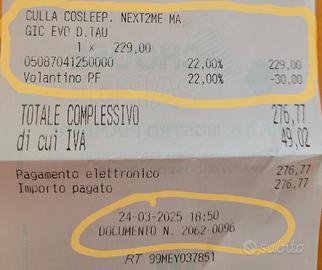 CULLA COSLEEP. NEXT2ME MA
GIC EVO D.TAU
1 x 229,00
05087041250000 22,00% 229,00
Volantino PF 22,00% -30,00
TOTALE COMPLESSIVO 276,77
di cui IVA 49,02
Pagamento elettronico 276,77
Importo pagato 276,77
24-03-2025 18:50
DOCUMENTO N. 2062-0096
RT 99MEY037851
subito